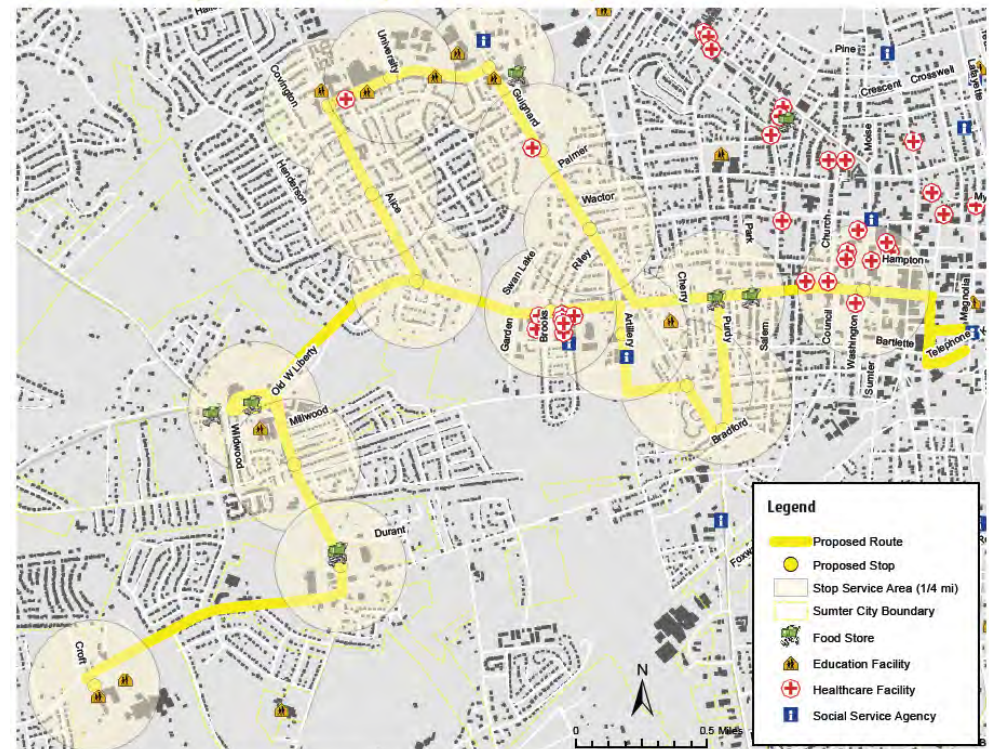 University
Covington
Guignard
Pine
Crescent
Crosswell
Lafayette
Moise
Henderson
Palmer
Alice
Wactor
Park
Church
Hampton
Swan Lake
Riley
Cherry
Garden
Brooks
Artillery
Purdy
Salem
Council
Washington
Sumter
Bartlette
Magnolia
Telephone
Old W Liberty
Millwood
Wildwood
Bradford
Durant
Croft
Legend
Proposed Route
Proposed Stop
Stop Service Area (1/4 mi)
Sumter City Boundary
Food Store
Education Facility
Healthcare Facility
Social Service Agency
N
0
0.5 Miles